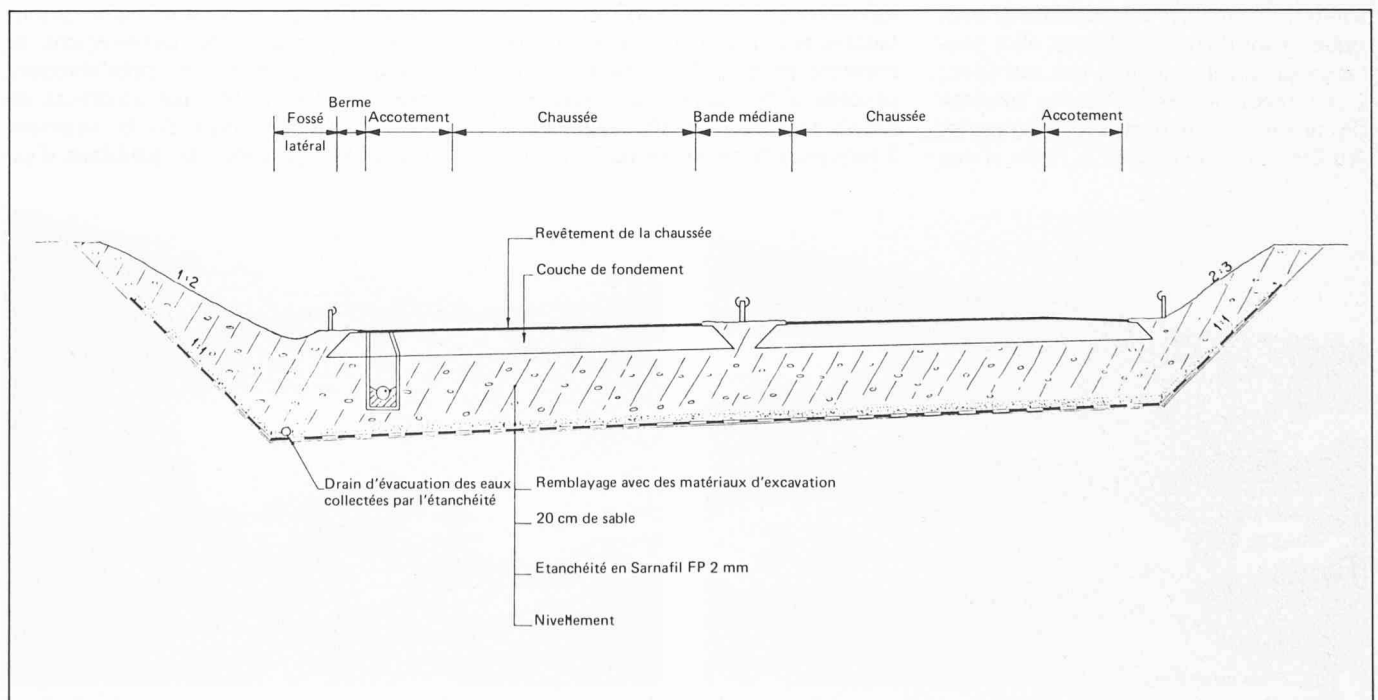 Berme
Fossé
latéral
Accotement
Chaussée
Bande médiane
Chaussée
Accotement
Revêtement de la chaussée
Couche de fondement
1:2
2:3
1:1
1:1
Drain d'évacuation des eaux
collectées par l'étanchéité
Remblayage avec des matériaux d'excavation
20 cm de sable
Etanchéité en Sarnafil FP 2 mm
Nivellement